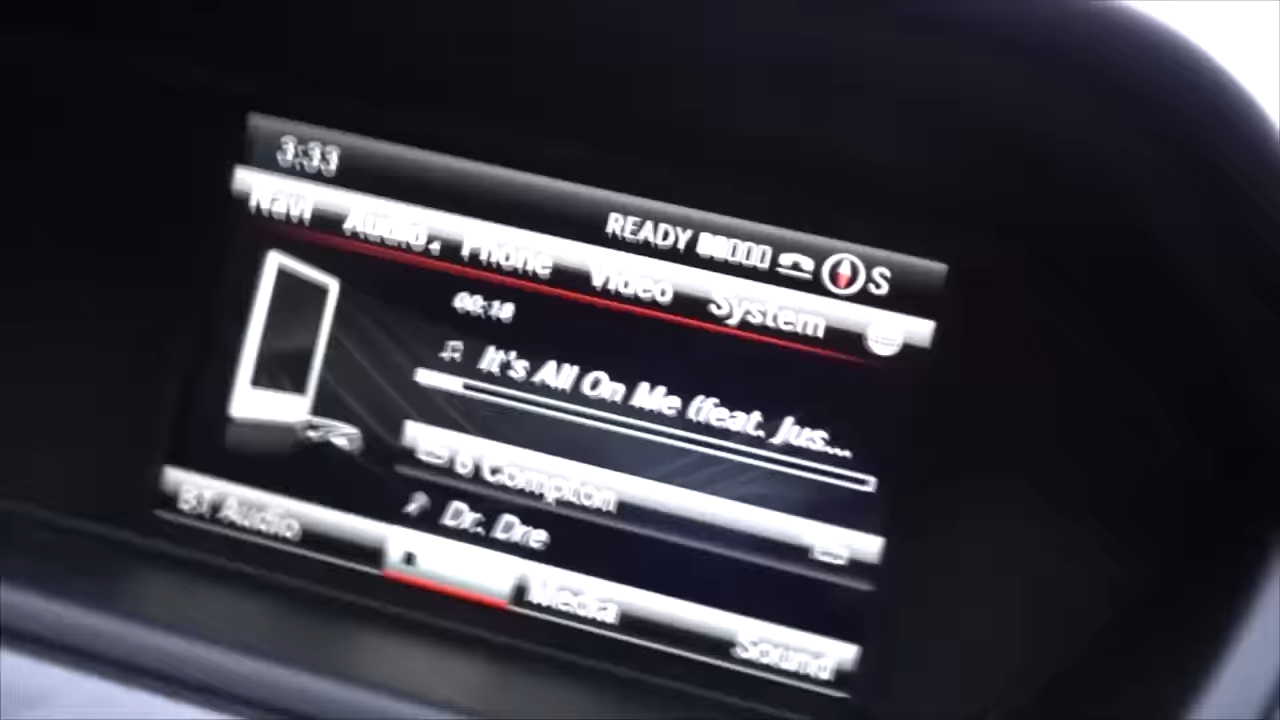 3:33
READY S
Navi Audio Phone Video System
00:18
It's All On Me (feat. Jus...
Compton
Dr. Dre
BT Audio Media Sound